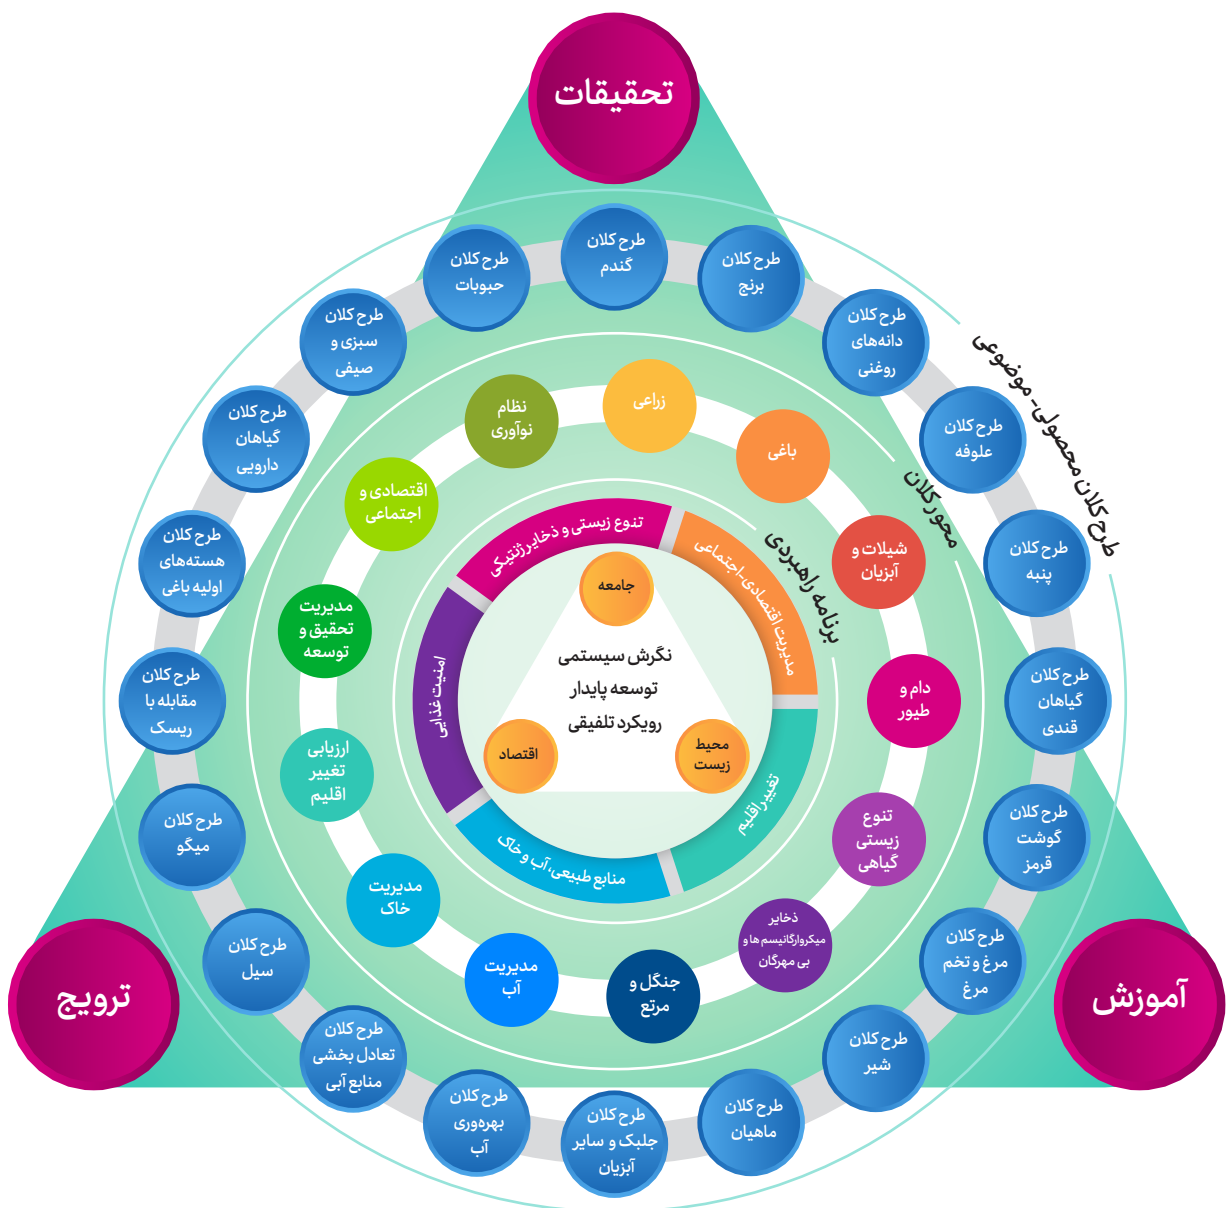 تحقیقات
طرح کلان
گندم
طرح کلان
برنج
طرح کلان
دانه‌های
روغنی
طرح کلان
علوفه
طرح کلان
پنبه
طرح کلان
گیاهان
قندی
طرح کلان
گوشت
قرمز
طرح کلان
مرغ و تخم
مرغ
طرح کلان
شیر
طرح کلان
ماهیان
طرح کلان
جلبک و سایر
آبزیان
طرح کلان
بهره‌وری
آب
طرح کلان
تعادل بخشی
منابع آبی
طرح کلان
سیل
طرح کلان
میگو
طرح کلان
مقابله با
ریسک
طرح کلان
هسته‌های
اولیه باغی
طرح کلان
گیاهان
دارویی
طرح کلان
سبزی و
صیفی
طرح کلان
حبوبات
طرح کلان محصولی- موضوعی
زراعی
باغی
شیلات و
آبزیان
دام و
طیور
تنوع
زیستی
گیاهی
ذخایر
میکروارگانیسم ها و
بی مهرگان
جنگل و
مرتع
مدیریت
آب
مدیریت
خاک
ارزیابی
تغییر
اقلیم
مدیریت
تحقیق و
توسعه
اقتصادی و
اجتماعی
نظام
نوآوری
محور کلان
برنامه راهبردی
تنوع زیستی و ذخایر ژنتیکی
مدیریت اقتصادی-اجتماعی
تغییر اقلیم
منابع طبیعی، آب و خاک
امنیت غذایی
جامعه
نگرش سیستمی
توسعه پایدار
رویکرد تلفیقی
محیط
زیست
اقتصاد
آموزش
ترویج